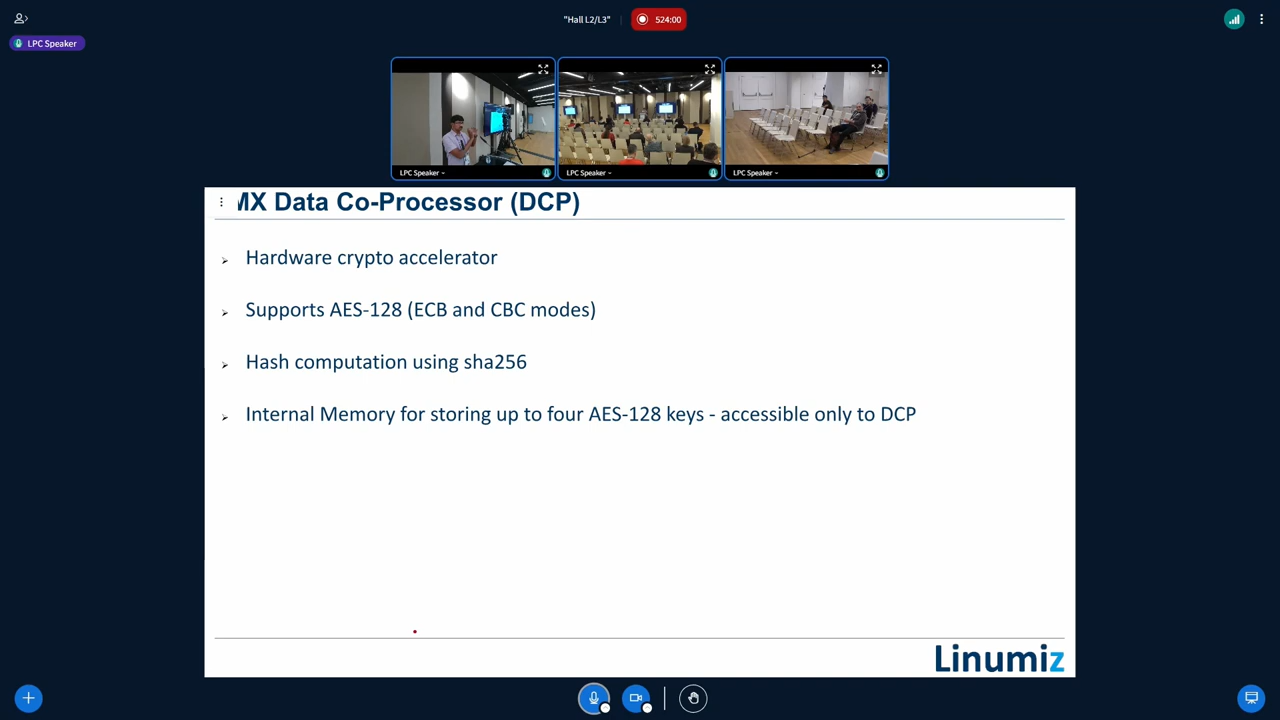 "Hall L2/L3"
524:00
LPC Speaker
LPC Speaker
LPC Speaker
LPC Speaker
MX Data Co-Processor (DCP)
Hardware crypto accelerator
Supports AES-128 (ECB and CBC modes)
Hash computation using sha256
Internal Memory for storing up to four AES-128 keys - accessible only to DCP
Linumiz